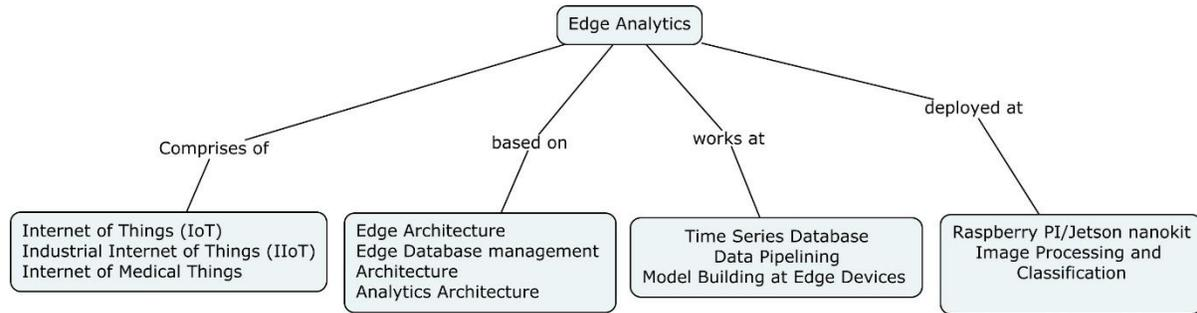 Edge Analytics
deployed at
Comprises of
based on
works at
Internet of Things (IoT)
Industrial Internet of Things (IIoT)
Internet of Medical Things
Edge Architecture
Edge Database management
Architecture
Analytics Architecture
Time Series Database
Data Pipelining
Model Building at Edge Devices
Raspberry PI/Jetson nanokit
Image Processing and
Classification